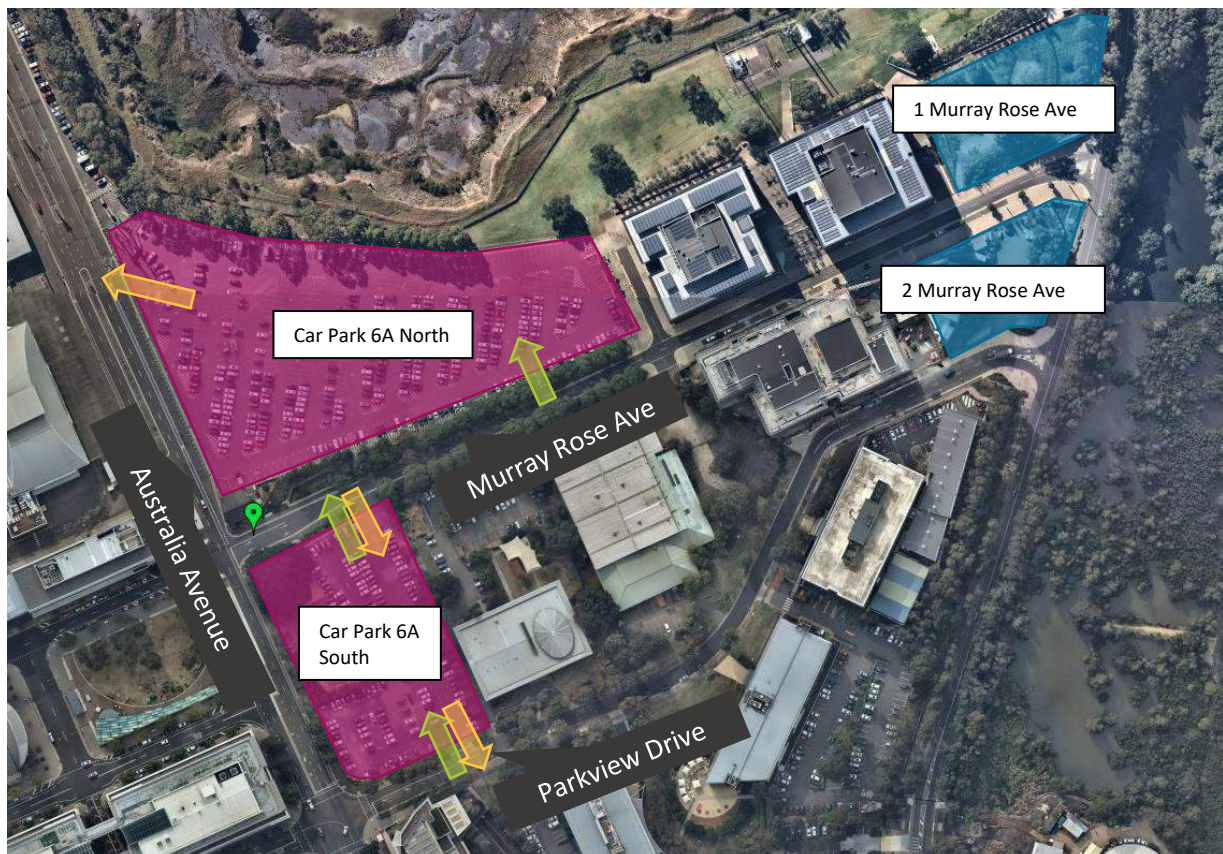 1 Murray Rose Ave
2 Murray Rose Ave
Car Park 6A North
Murray Rose Ave
Australia Avenue
Car Park 6A
South
Parkview Drive